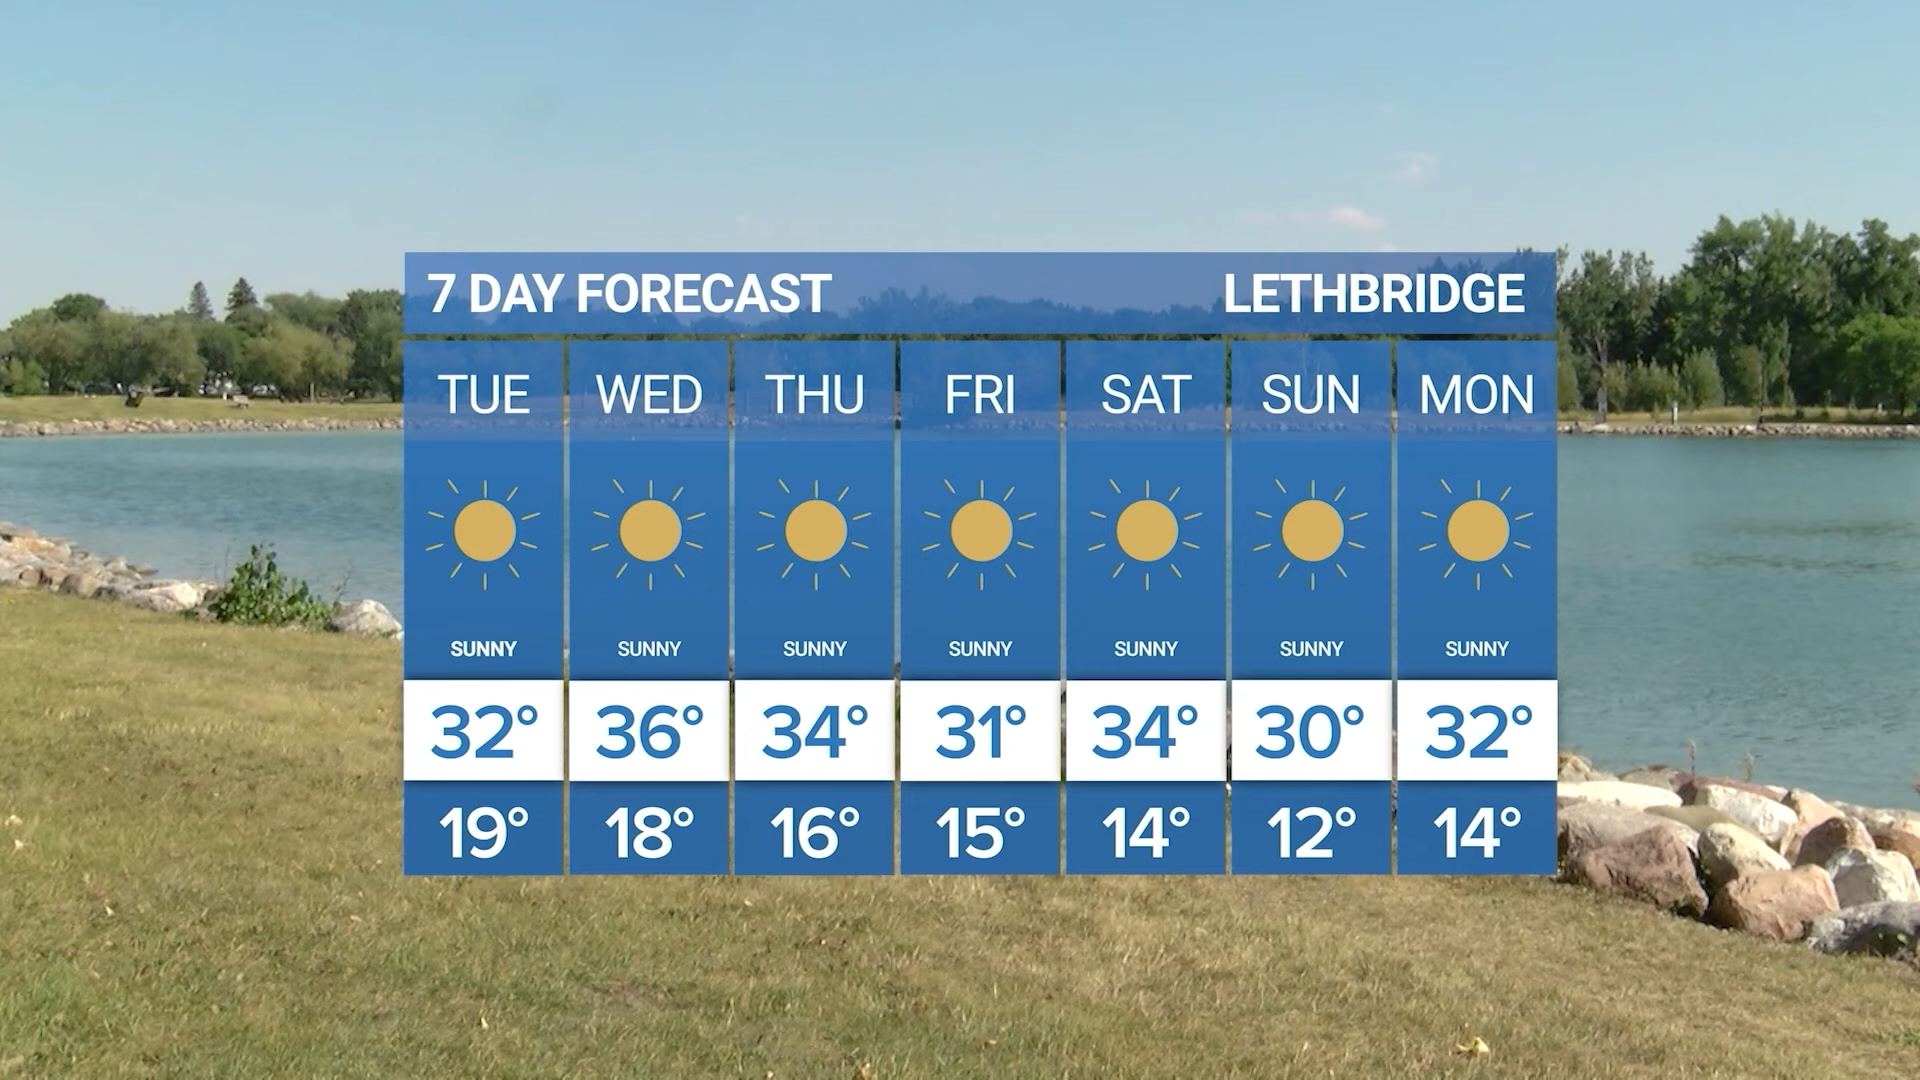 7 DAY FORECAST LETHBRIDGE
TUE WED THU FRI SAT SUN MON
SUNNY SUNNY SUNNY SUNNY SUNNY SUNNY SUNNY
32° 36° 34° 31° 34° 30° 32°
19° 18° 16° 15° 14° 12° 14°